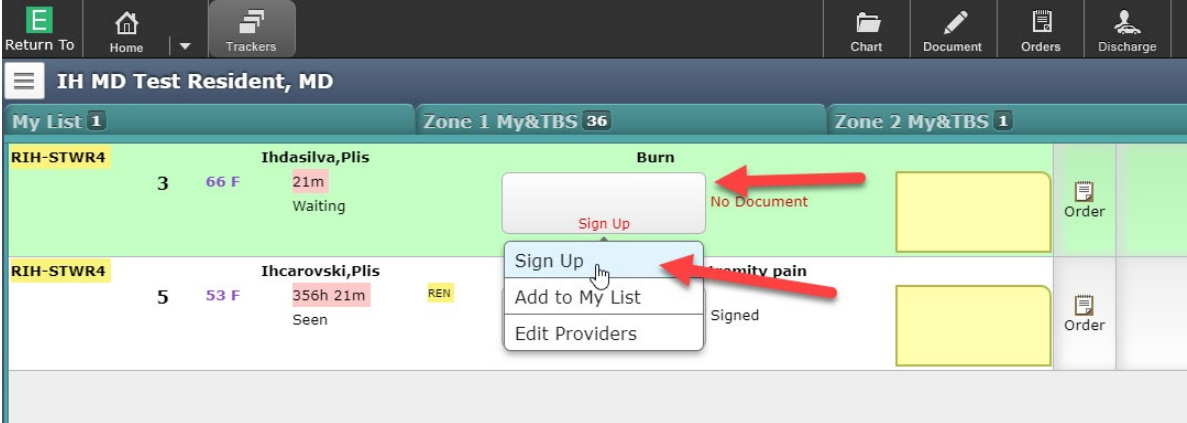 E
Return To
Home
Trackers
Chart
Document
Orders
Discharge
IH MD Test Resident, MD
My List 1
Zone 1 My&TBS 36
Zone 2 My&TBS 1
RIH-STWR4
Ihdasilva,Plis
Burn
3
66 F
21m
No Document
Waiting
Sign Up
Order
Sign Up
Add to My List
Edit Providers
RIH-STWR4
Ihcarovski,Plis
pain
5
53 F
356h 21m
REN
Seen
Signed
Order